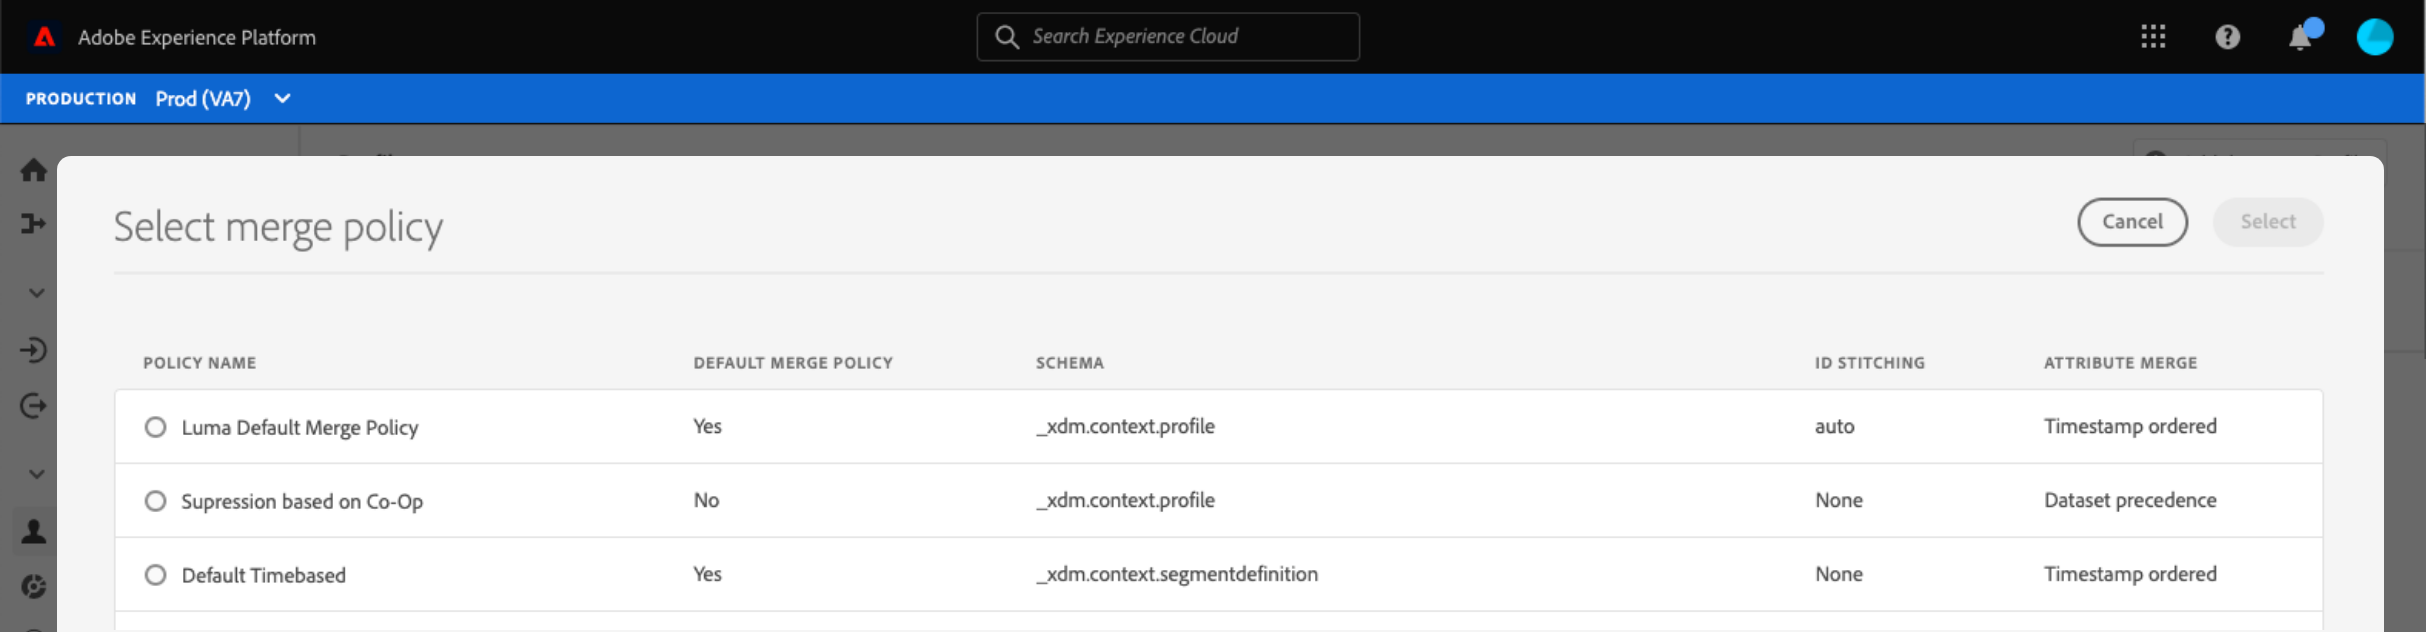 Adobe Experience Platform
Search Experience Cloud
PRODUCTION Prod (VA7)
Select merge policy
Cancel
Select
POLICY NAME DEFAULT MERGE POLICY SCHEMA ID STITCHING ATTRIBUTE MERGE
Luma Default Merge Policy Yes _xdm.context.profile auto Timestamp ordered
Supression based on Co-Op No _xdm.context.profile None Dataset precedence
Default Timebased Yes _xdm.context.segmentdefinition None Timestamp ordered